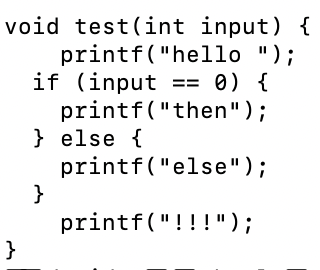 void test(int input) {
    printf("hello ");
  if (input == 0) {
    printf("then");
  } else {
    printf("else");
  }
    printf("!!!");
}